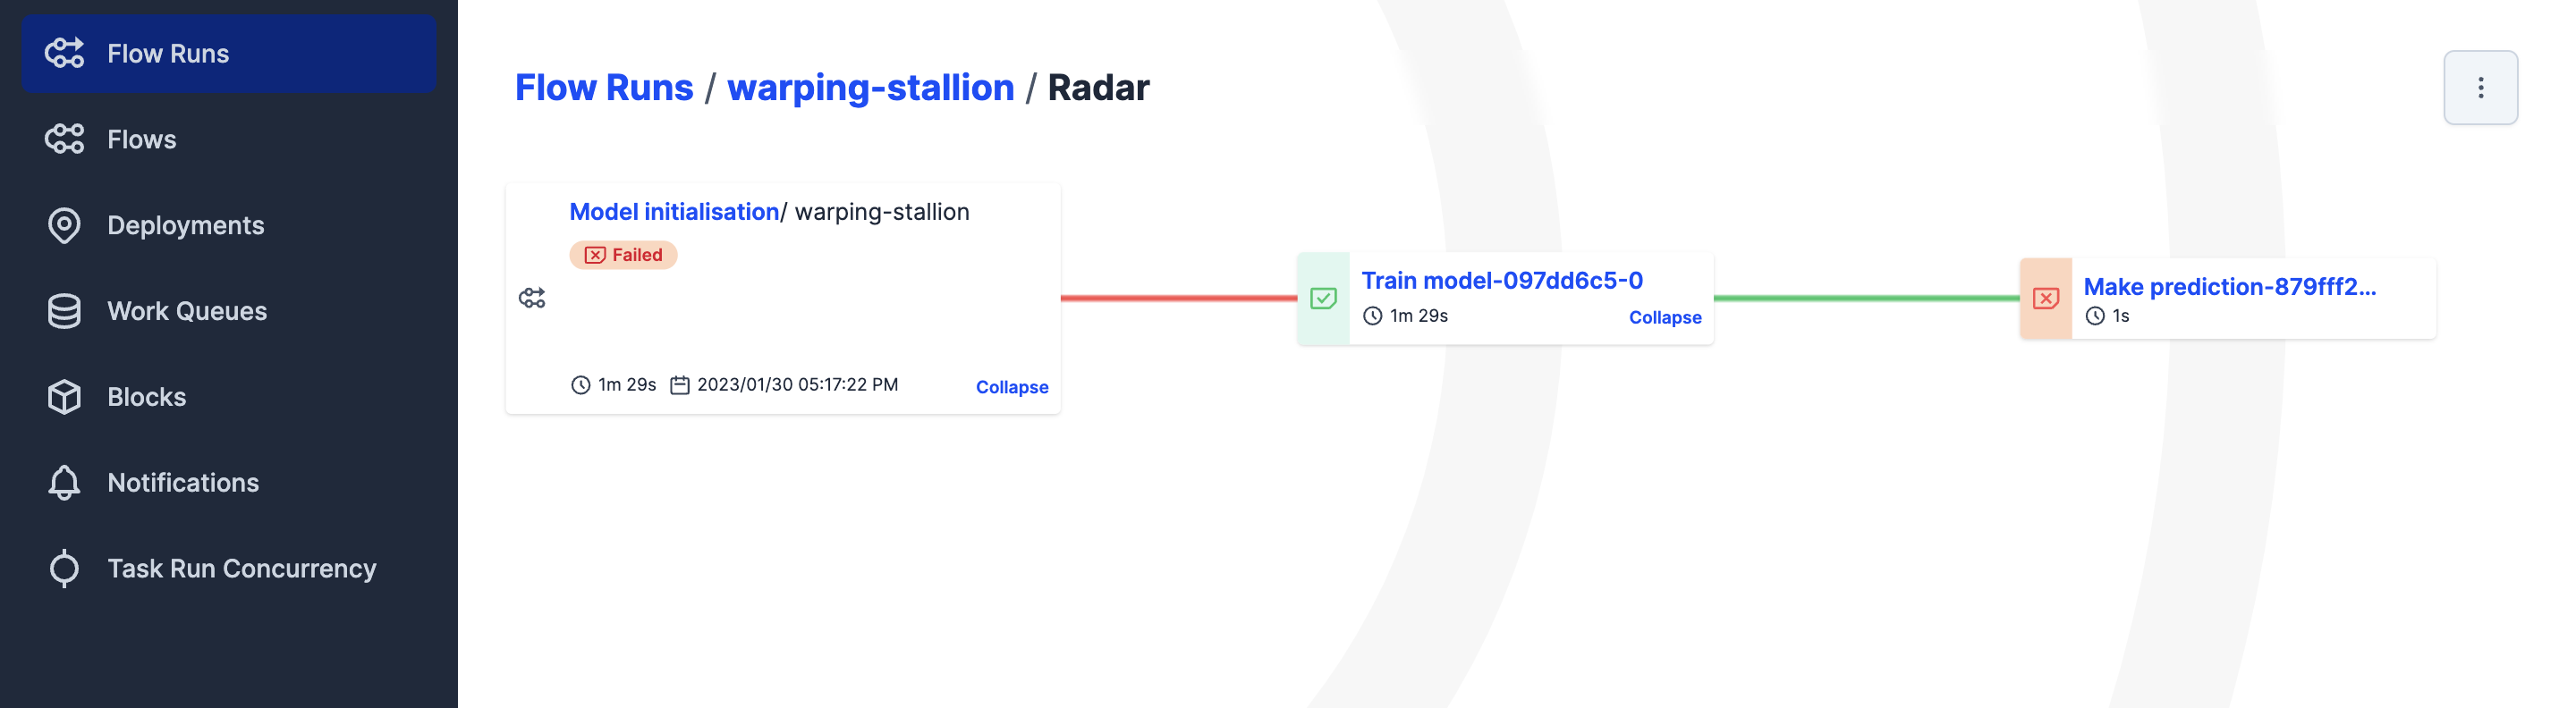 Flow Runs
Flows
Deployments
Work Queues
Blocks
Notifications
Task Run Concurrency
Flow Runs / warping-stallion / Radar
Model initialisation/ warping-stallion
Failed
1m 29s 2023/01/30 05:17:22 PM Collapse
Train model-097dd6c5-0
1m 29s Collapse
Make prediction-879fff2...
1s